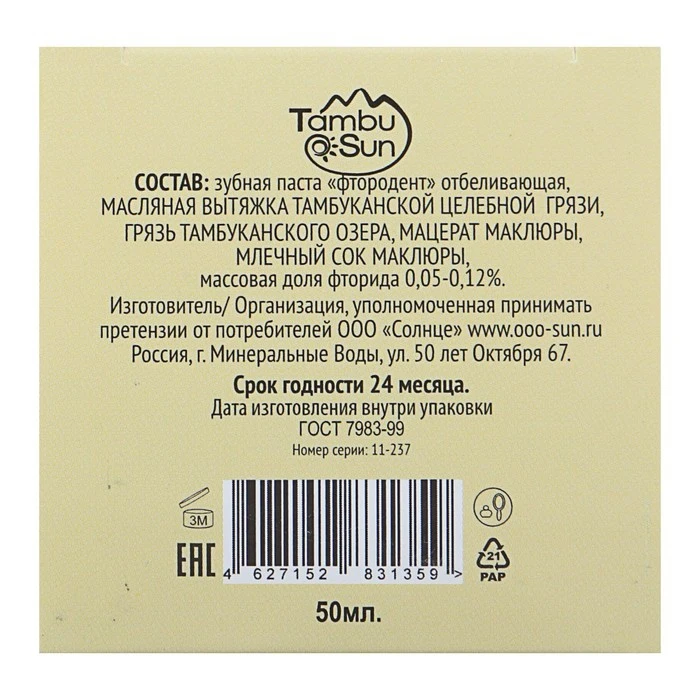 Tambu
Sun
СОСТАВ: зубная паста «фтородент» отбеливающая,
МАСЛЯНАЯ ВЫТЯЖКА ТАМБУКАНСКОЙ ЦЕЛЕБНОЙ ГРЯЗИ,
ГРЯЗЬ ТАМБУКАНСКОГО ОЗЕРА, МАЦЕРАТ МАКЛЮРЫ,
МЛЕЧНЫЙ СОК МАКЛЮРЫ,
массовая доля фторида 0,05-0,12%.
Изготовитель/ Организация, уполномоченная принимать
претензии от потребителей ООО «Солнце» www.ooo-sun.ru
Россия, г. Минеральные Воды, ул. 50 лет Октября 67.
Срок годности 24 месяца.
Дата изготовления внутри упаковки
ГОСТ 7983-99
Номер серии: 11-237
3M
EAC
4 627152 831359 >
21
PAP
50мл.